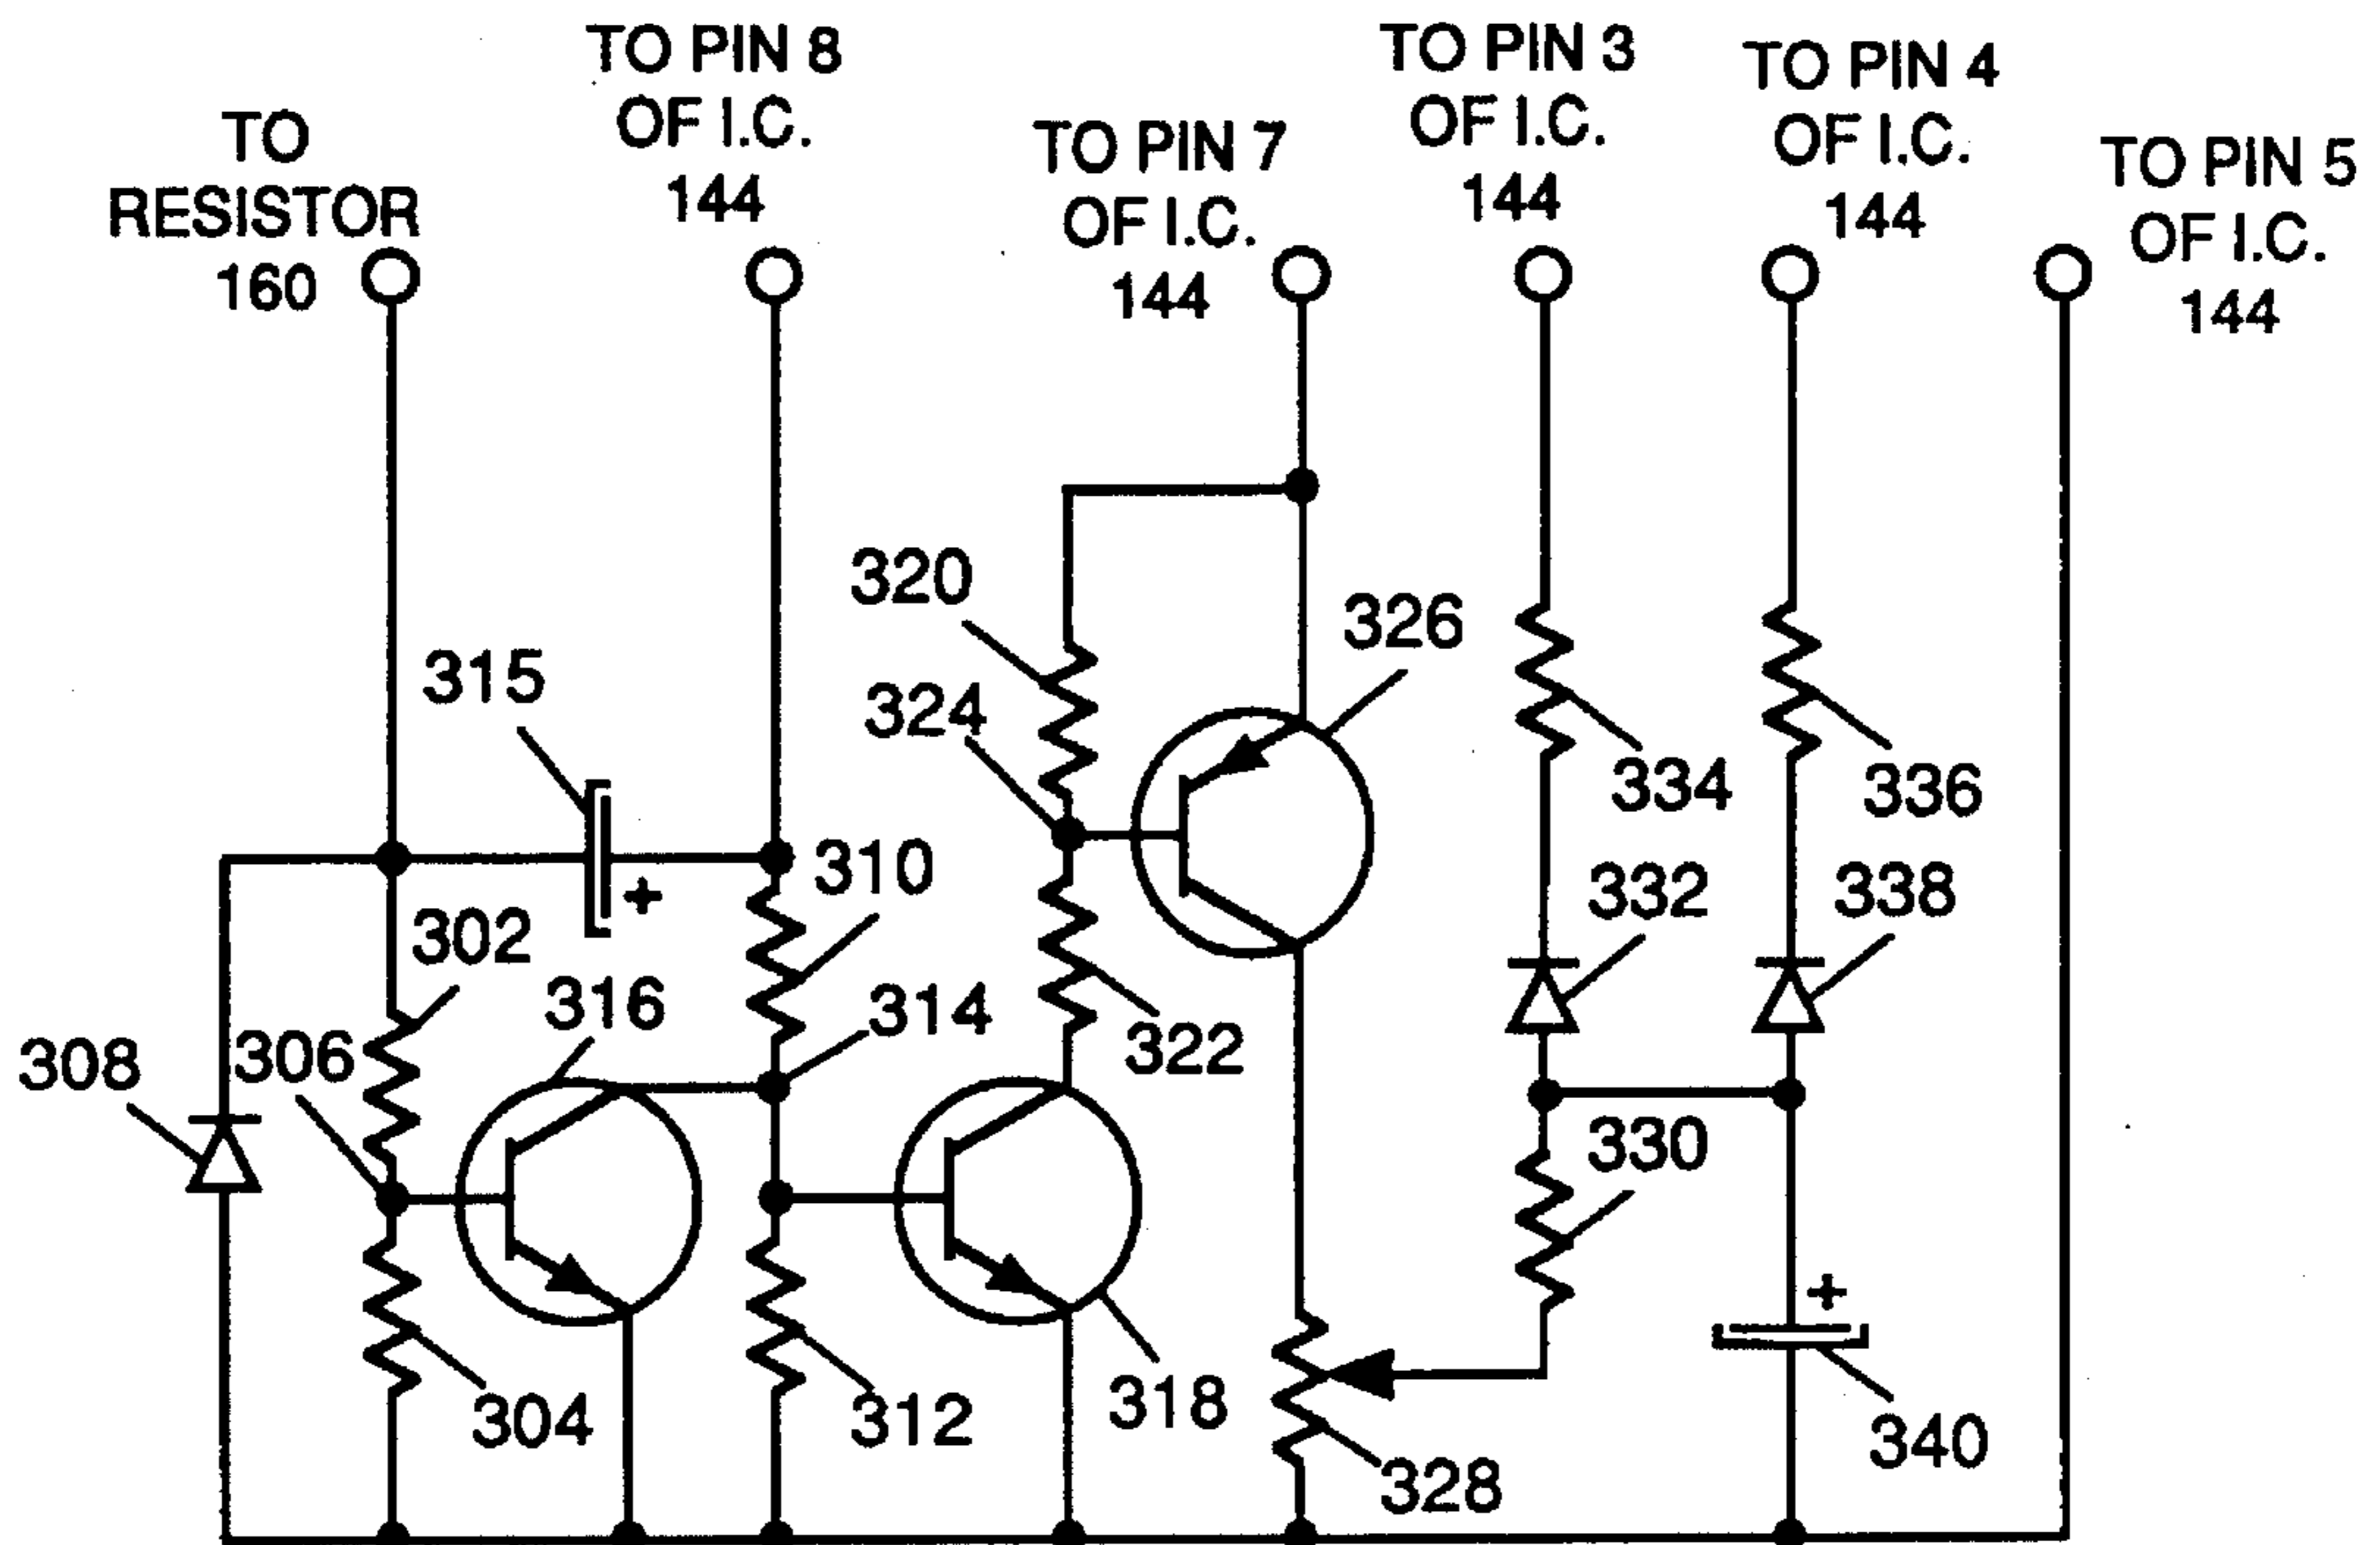 TO
RESISTOR
160
TO PIN 8
OF I.C.
144
TO PIN 7
OF I.C.
144
TO PIN 3
OF I.C.
144
TO PIN 4
OF I.C.
144
TO PIN 5
OF I.C.
144
320
326
324
315
334
336
310
332
338
302
316
314
322
308
306
330
+
+
304
312
318
328
340